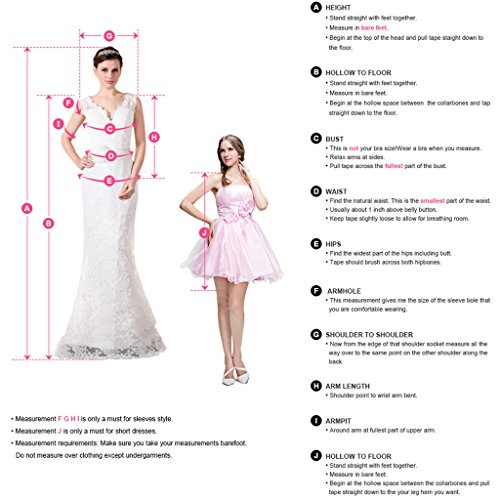 G
F
I
C
H
D
E
A
B
J
A HEIGHT
• Stand straight with feet together.
• Measure in bare feet.
• Begin at the top of the head and pull tape straight down to
the floor.
B HOLLOW TO FLOOR
• Stand straight with feet together.
• Measure in bare feet.
• Begin at the hollow space between the collarbones and tap
straight down to the floor.
C BUST
• This is not your bra size!Wear a bra when you measure.
• Relax arms at sides.
• Pull tape across the fullest part of the bust.
D WAIST
• Find the natural waist. This is the smallest part of the waist.
• Usually about 1 inch above belly button.
• Keep tape slightly loose to allow for breathing room.
E HIPS
• Find the widest part of the hips including butt.
• Tape should brush across both hipbones.
F ARMHOLE
• This measurement gives me the size of the sleeve bole that
you are comfortable wearing.
G SHOULDER TO SHOULDER
• Now from the edge of that shoulder socket measure all the
way over to the same point on the other shoulder along the
back.
H ARM LENGTH
• Shoulder point to wrist arm bent.
I ARMPIT
• Around arm at fullest part of upper arm.
J HOLLOW TO FLOOR
• Stand straight with feet together.
• Measure in bare feet.
• Begin at the hollow space between the collarbones and
pull tape straight down to the your leg hem you want.
• Measurement F G H I is only a must for sleeves style.
• Measurement J is only a must for short dresses.
• Measurement requirements: Make sure you take your measurements barefoot.
Do not measure over clothing except undergarments.